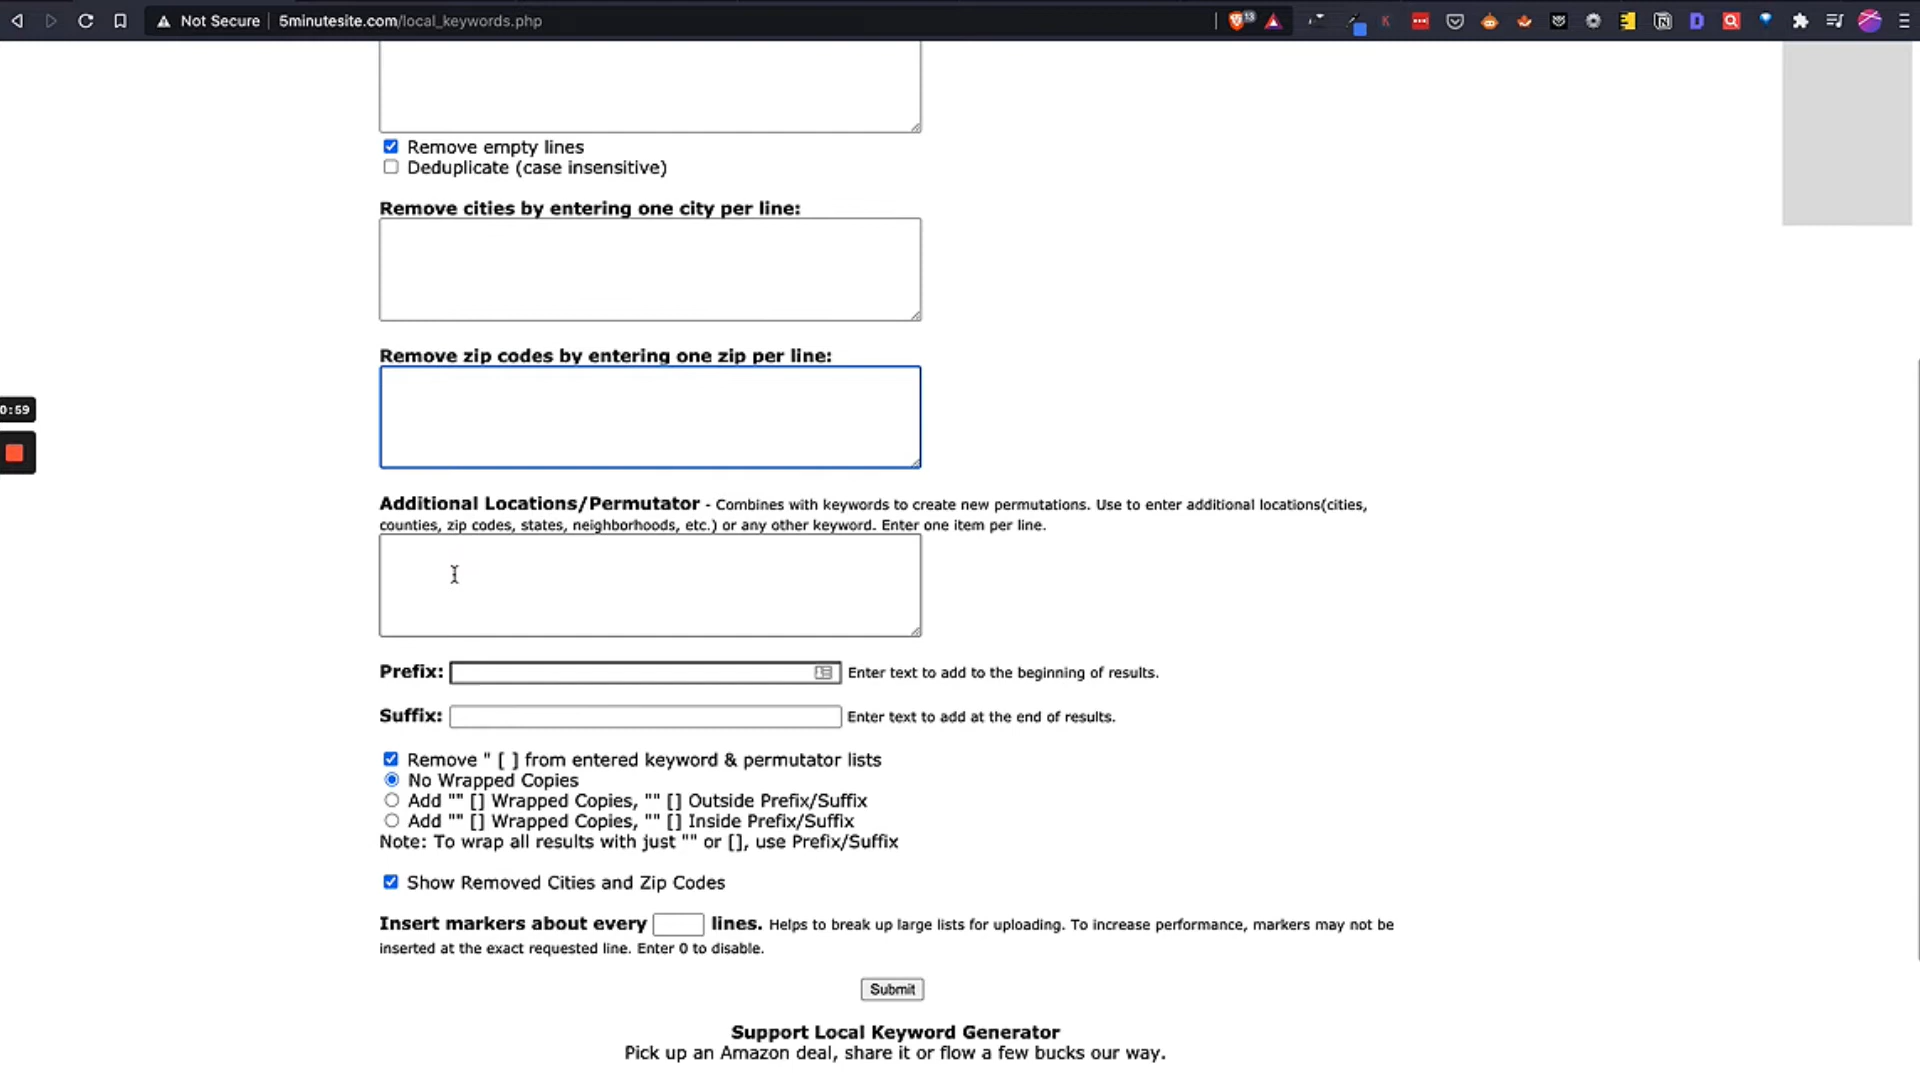 Not Secure 5minutesite.com/local_keywords.php
13
Remove empty lines
Deduplicate (case insensitive)
Remove cities by entering one city per line:
Remove zip codes by entering one zip per line:
0:59
Additional Locations/Permutator - Combines with keywords to create new permutations. Use to enter additional locations(cities,
counties, zip codes, states, neighborhoods, etc.) or any other keyword. Enter one item per line.
Prefix: Enter text to add to the beginning of results.
Suffix: Enter text to add at the end of results.
Remove " [ ] from entered keyword & permutator lists
No Wrapped Copies
Add "" [] Wrapped Copies, "" [] Outside Prefix/Suffix
Add "" [] Wrapped Copies, "" [] Inside Prefix/Suffix
Note: To wrap all results with just "" or [], use Prefix/Suffix
Show Removed Cities and Zip Codes
Insert markers about every lines. Helps to break up large lists for uploading. To increase performance, markers may not be
inserted at the exact requested line. Enter 0 to disable.
Submit
Support Local Keyword Generator
Pick up an Amazon deal, share it or flow a few bucks our way.